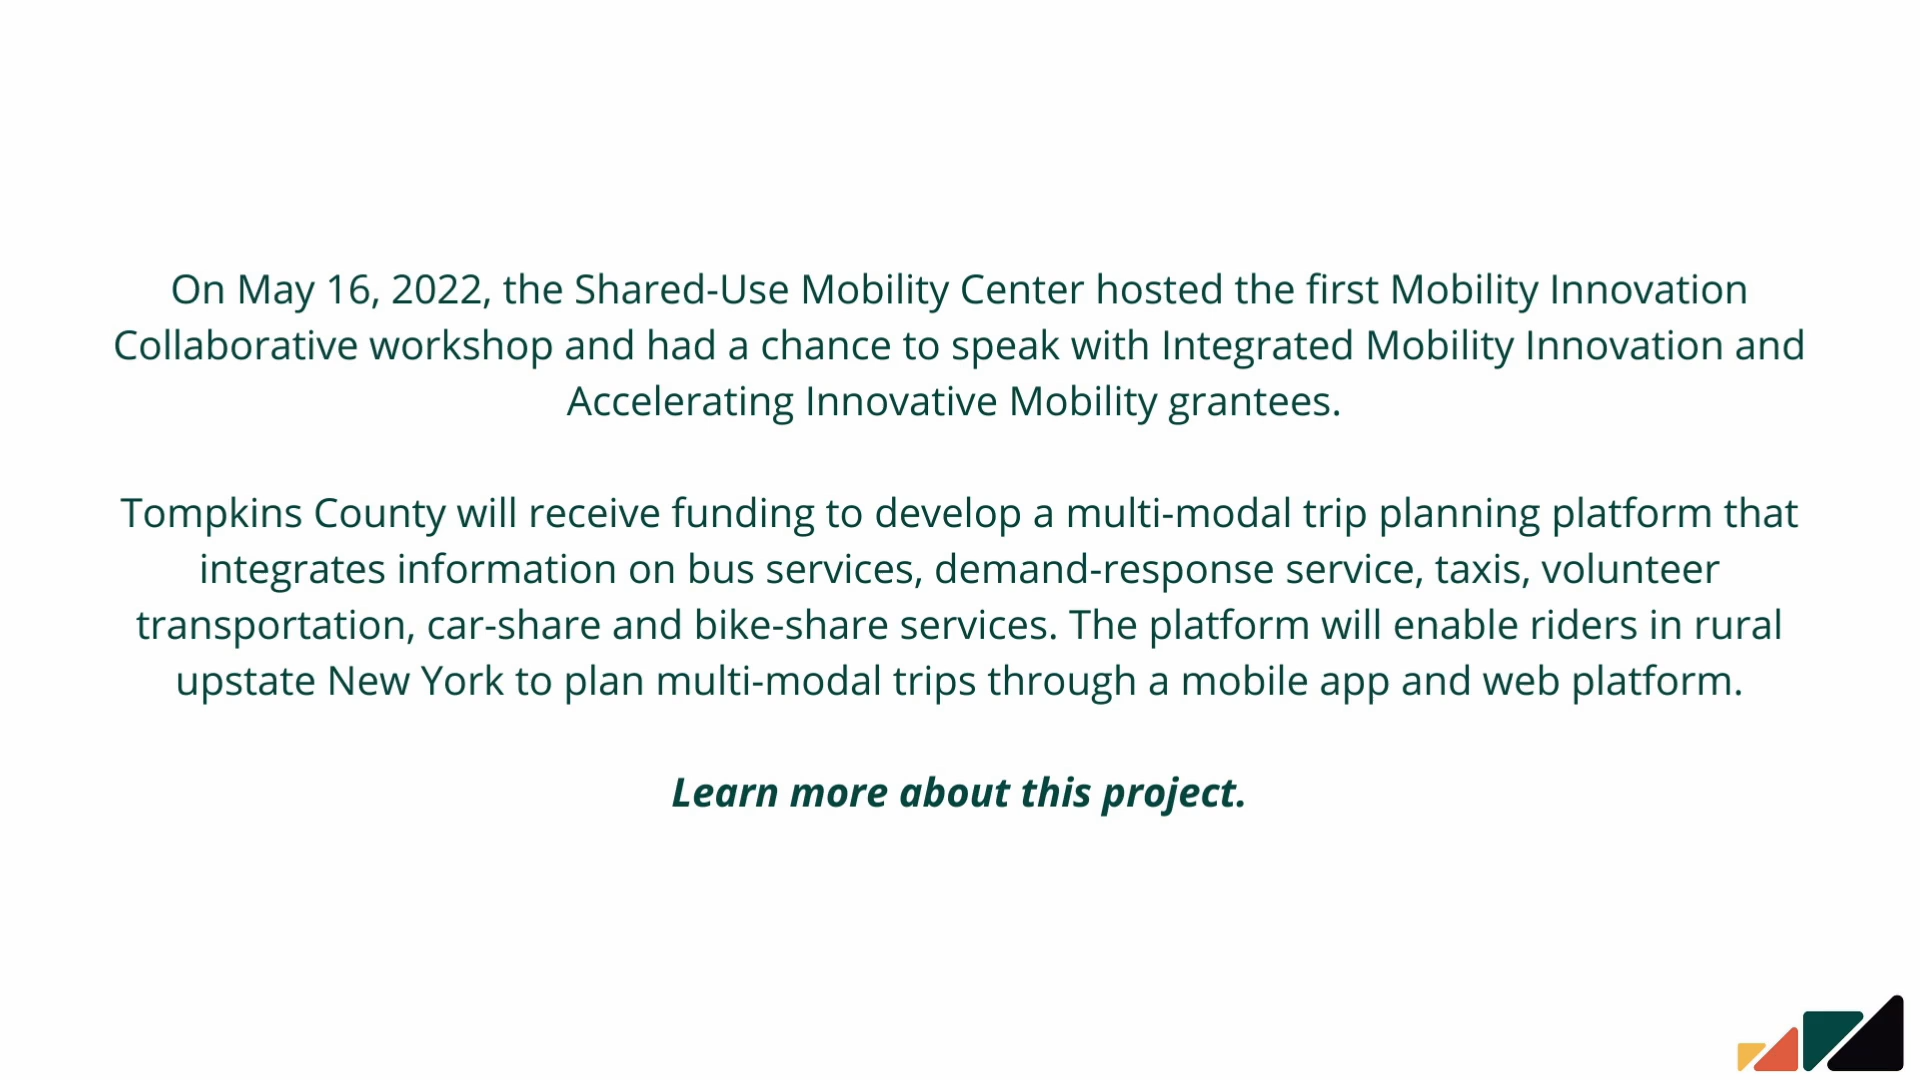 On May 16, 2022, the Shared-Use Mobility Center hosted the first Mobility Innovation
Collaborative workshop and had a chance to speak with Integrated Mobility Innovation and
Accelerating Innovative Mobility grantees.
Tompkins County will receive funding to develop a multi-modal trip planning platform that
integrates information on bus services, demand-response service, taxis, volunteer
transportation, car-share and bike-share services. The platform will enable riders in rural
upstate New York to plan multi-modal trips through a mobile app and web platform.
Learn more about this project.